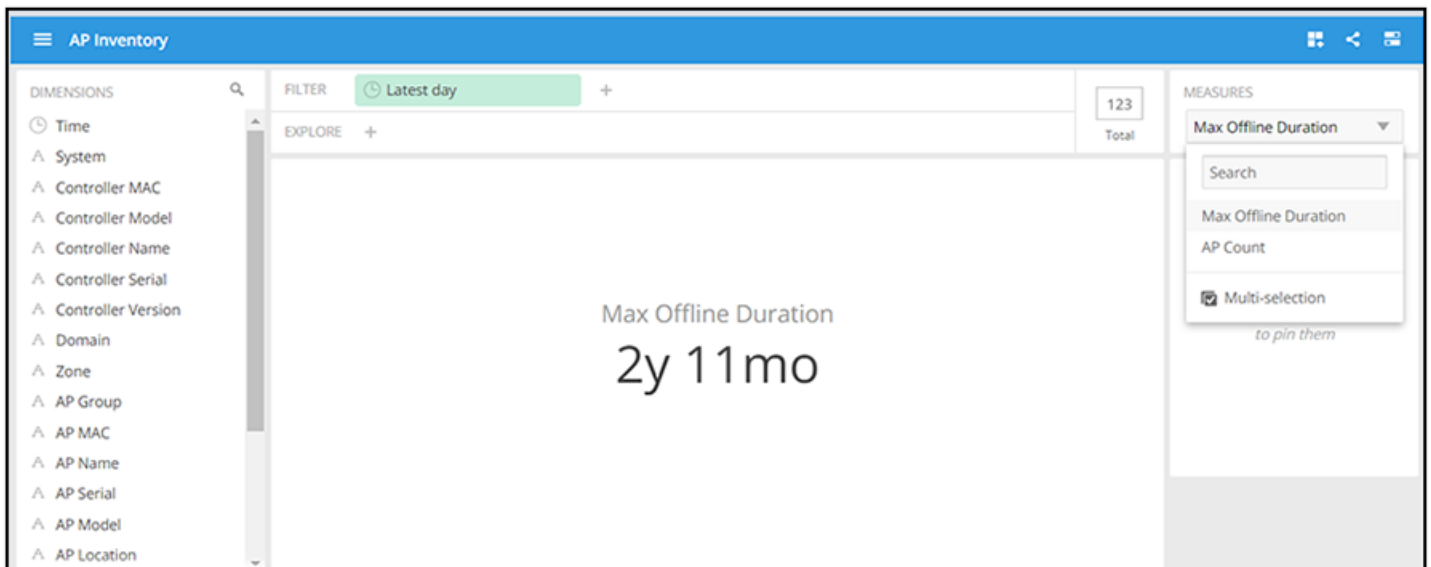 AP Inventory
DIMENSIONS
Time
System
Controller MAC
Controller Model
Controller Name
Controller Serial
Controller Version
Domain
Zone
AP Group
AP MAC
AP Name
AP Serial
AP Model
AP Location
FILTER Latest day +
EXPLORE +
123
Total
Max Offline Duration
2y 11mo
MEASURES
Max Offline Duration
Search
Max Offline Duration
AP Count
Multi-selection
to pin them